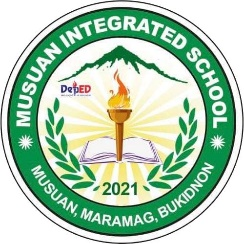 MUSUAN INTEGRATED SCHOOL
DepED
2021
MUSUAN, MARAMAG, BUKIDNON